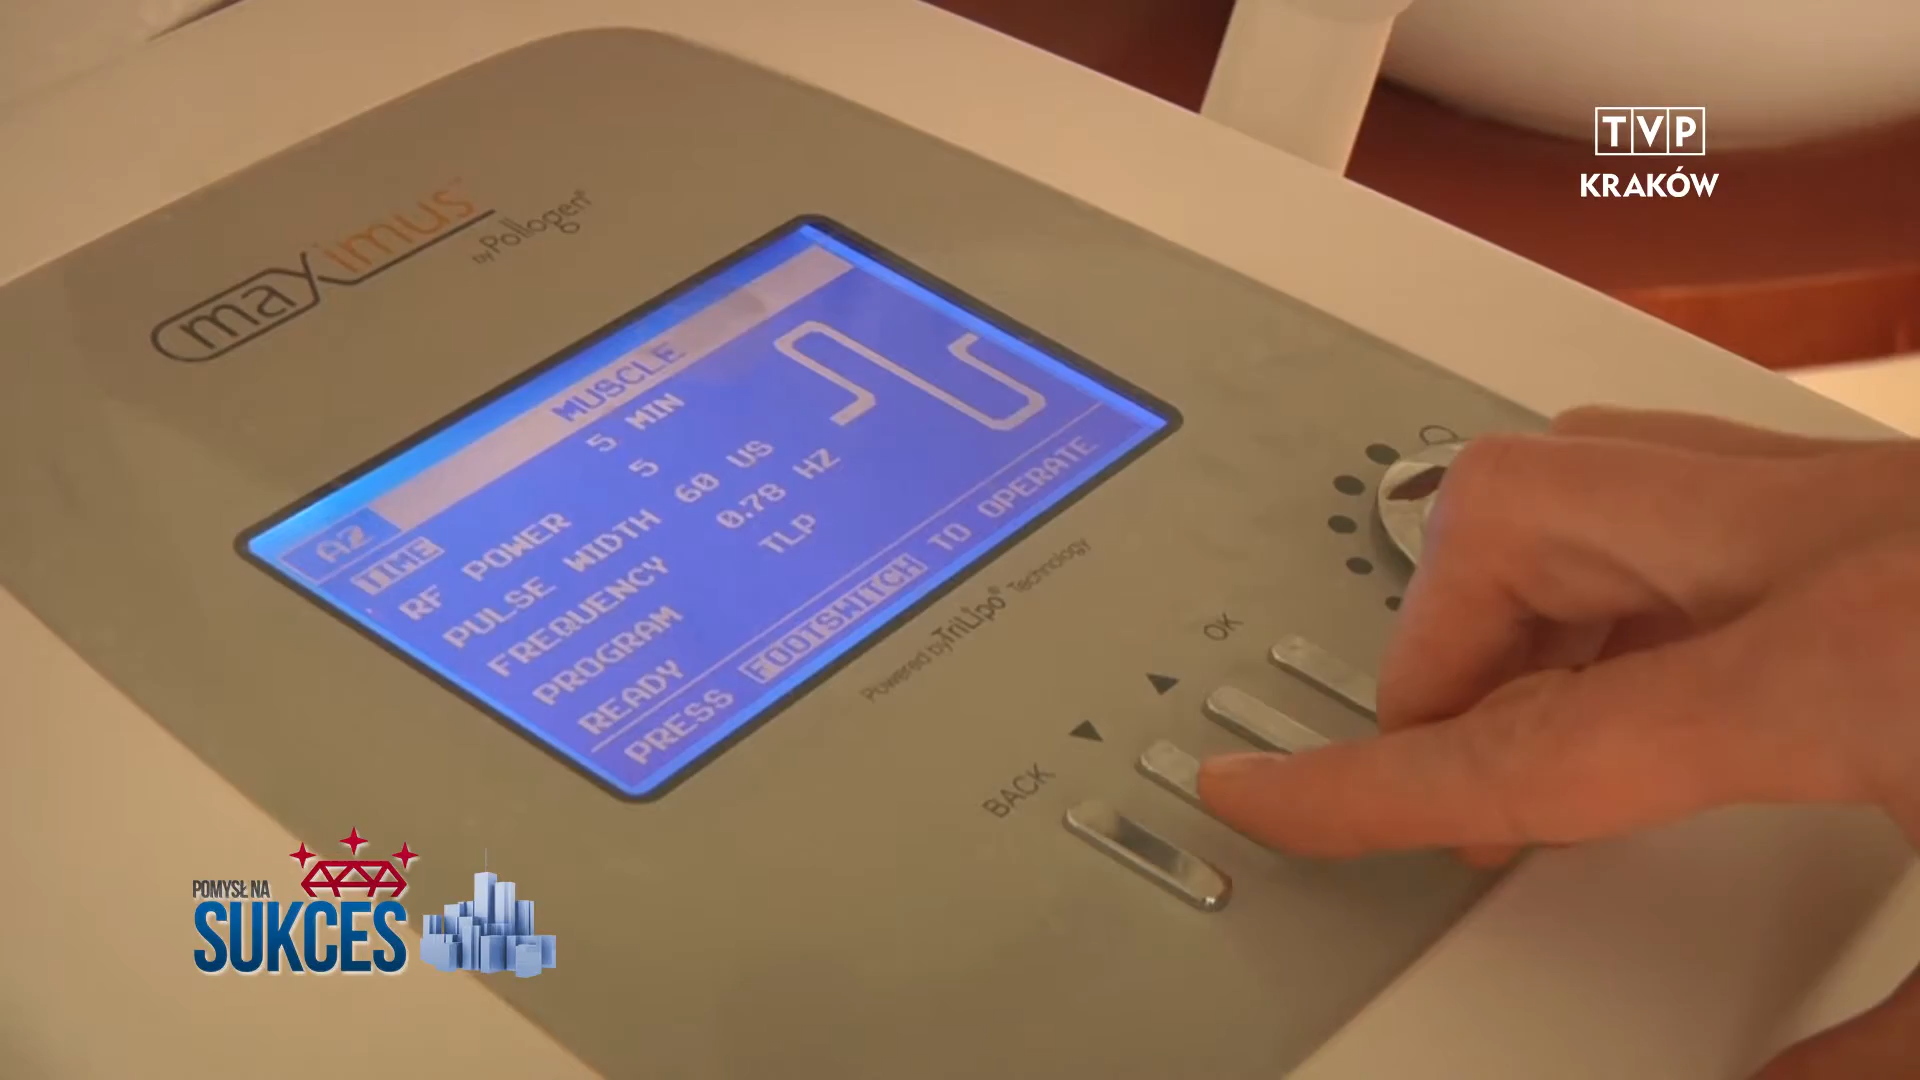 TVP
KRAKÓW
maximus™
by Pollogen®
A2 MUSCLE
TIME 5 MIN
RF POWER 5
PULSE WIDTH 60 US
FREQUENCY 0.78 HZ
PROGRAM TLP
READY
PRESS FOOTSWITCH TO OPERATE
Powered by TriLipo® Technology
OK
BACK
POMYSŁ NA
SUKCES